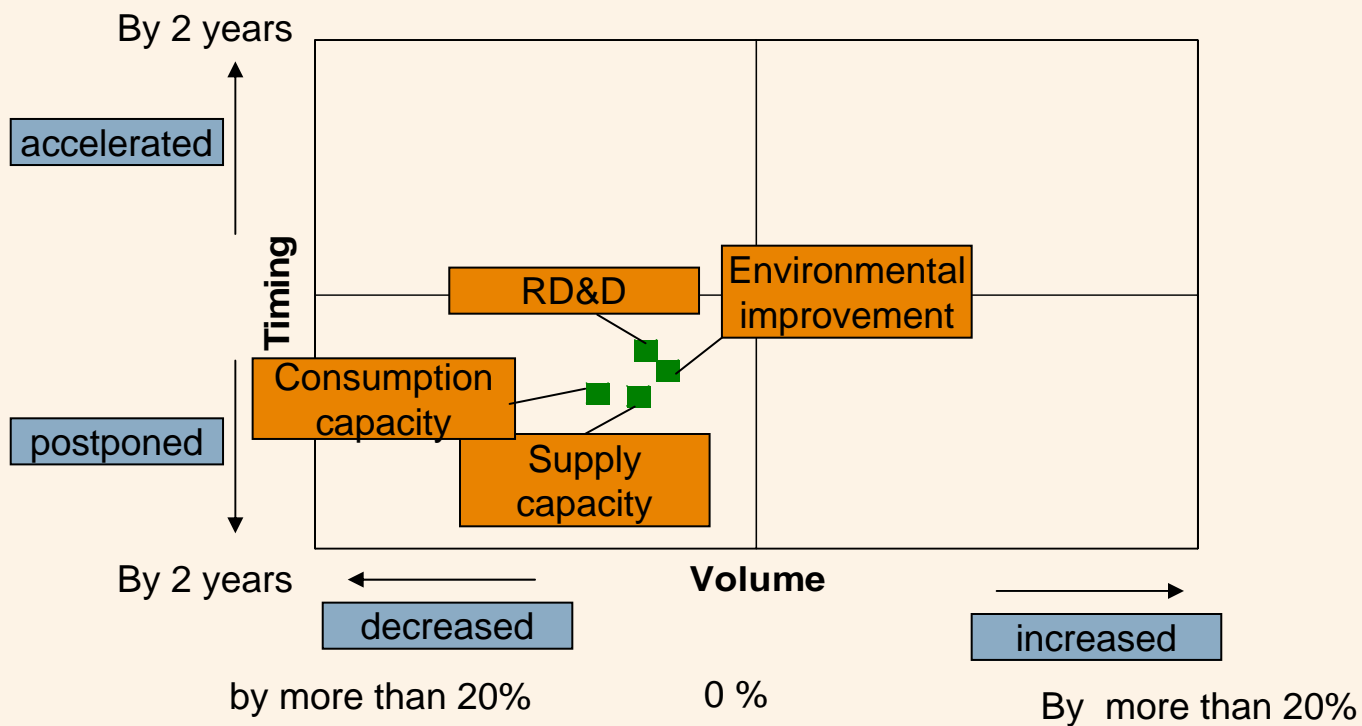 By 2 years
accelerated
Timing
RD&D
Environmental
improvement
Consumption
capacity
postponed
Supply
capacity
By 2 years
Volume
decreased
increased
by more than 20%
0 %
By more than 20%